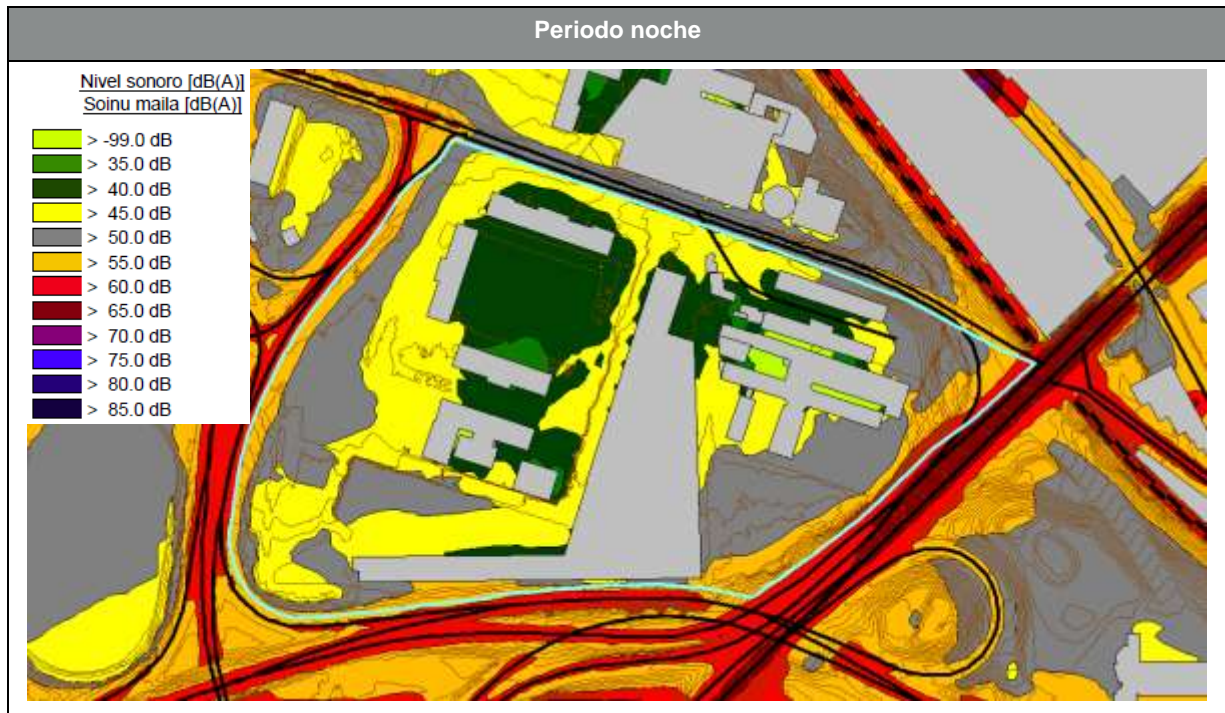 Periodo noche
Nivel sonoro [dB(A)]
Soinu maila [dB(A)]
> -99.0 dB
> 35.0 dB
> 40.0 dB
> 45.0 dB
> 50.0 dB
> 55.0 dB
> 60.0 dB
> 65.0 dB
> 70.0 dB
> 75.0 dB
> 80.0 dB
> 85.0 dB